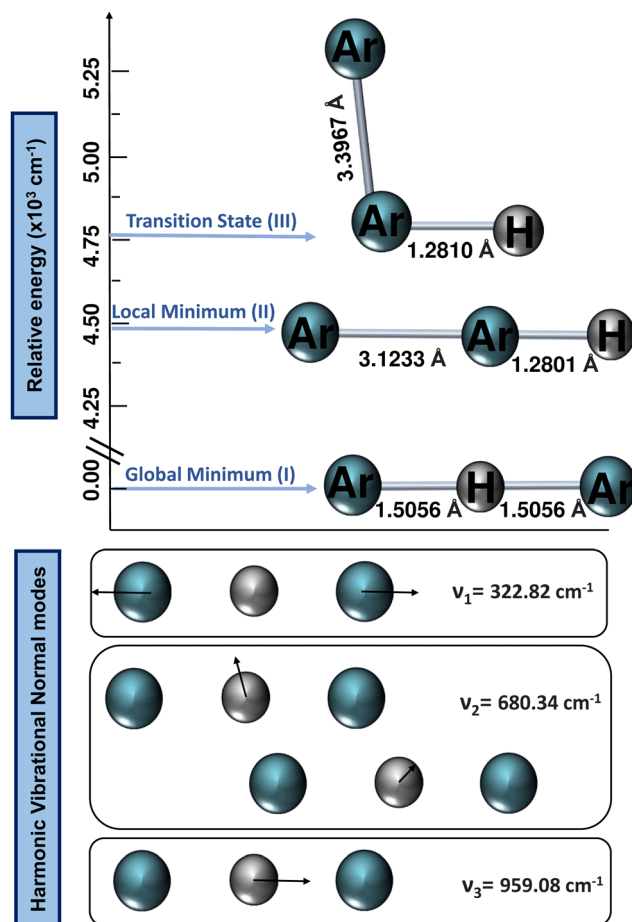 Relative energy (x10³ cm⁻¹)
5.25
5.00
4.75
4.50
4.25
0.00
Ar
3.3967 Å
Transition State (III)
Ar
H
1.2810 Å
Local Minimum (II)
Ar
Ar
H
3.1233 Å
1.2801 Å
Global Minimum (I)
Ar
H
Ar
1.5056 Å
1.5056 Å
Harmonic Vibrational Normal modes
ν₁= 322.82 cm⁻¹
ν₂= 680.34 cm⁻¹
ν₃= 959.08 cm⁻¹